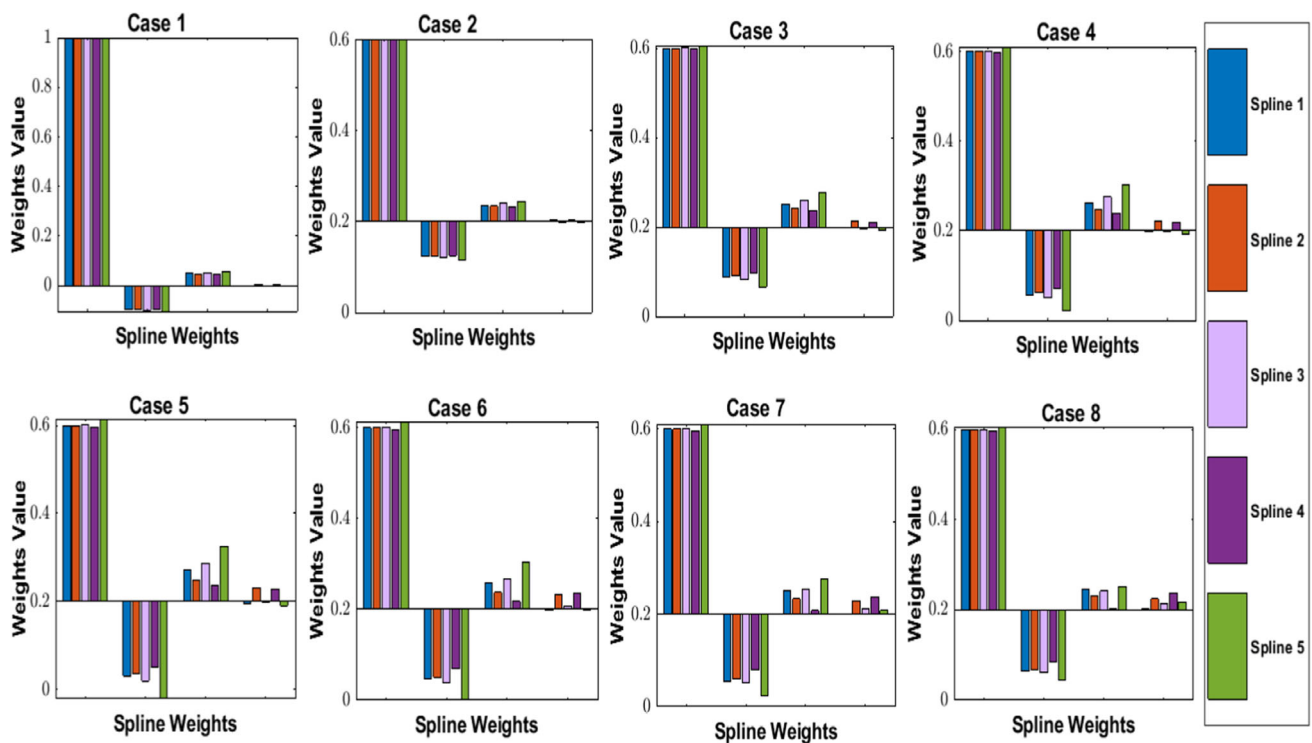 Case 1
Case 2
Case 3
Case 4
Weights Value
1
0.8
0.6
0.4
0.2
0
Spline Weights
Weights Value
0.6
0.4
0.2
0
Spline Weights
Weights Value
0.6
0.4
0.2
0
Spline Weights
Weights Value
0.6
0.4
0.2
0
Spline Weights
Case 5
Case 6
Case 7
Case 8
Weights Value
0.6
0.4
0.2
0
Spline Weights
Weights Value
0.6
0.4
0.2
0
Spline Weights
Weights Value
0.6
0.4
0.2
0
Spline Weights
Weights Value
0.6
0.4
0.2
0
Spline Weights
Spline 1
Spline 2
Spline 3
Spline 4
Spline 5